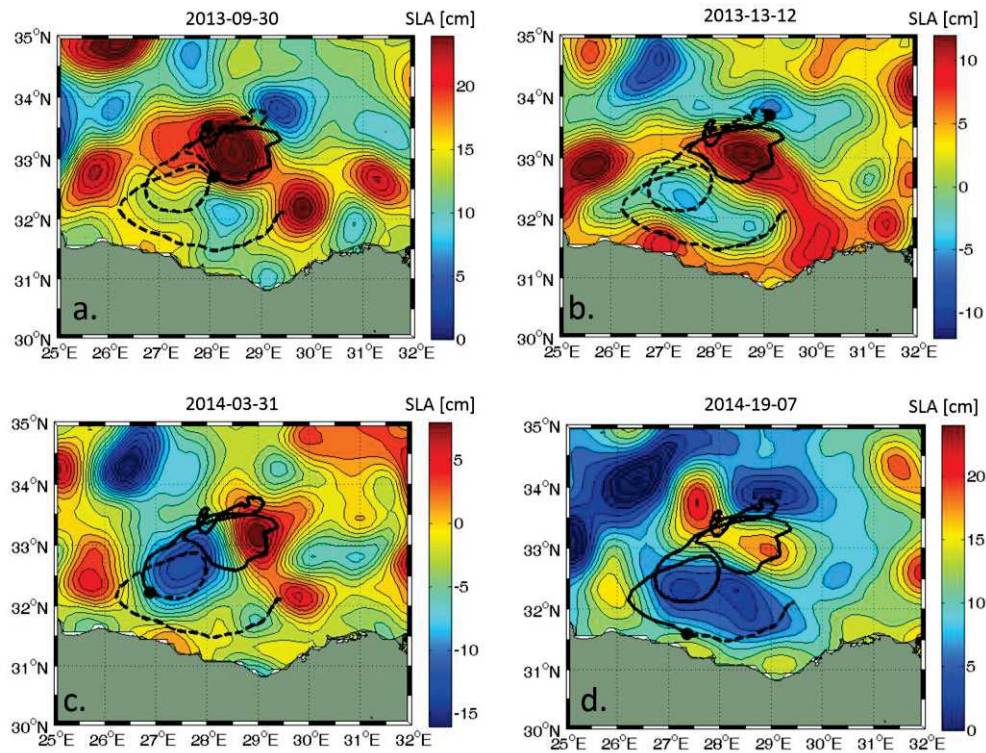 2013-09-30 SLA [cm]
35°N
34°N
33°N
32°N
31°N
30°N
25°E 26°E 27°E 28°E 29°E 30°E 31°E 32°E
20
15
10
5
0
a.
2013-13-12 SLA [cm]
35°N
34°N
33°N
32°N
31°N
30°N
25°E 26°E 27°E 28°E 29°E 30°E 31°E 32°E
10
5
0
-5
-10
b.
2014-03-31 SLA [cm]
35°N
34°N
33°N
32°N
31°N
30°N
25°E 26°E 27°E 28°E 29°E 30°E 31°E 32°E
5
0
-5
-10
-15
c.
2014-19-07 SLA [cm]
35°N
34°N
33°N
32°N
31°N
30°N
25°E 26°E 27°E 28°E 29°E 30°E 31°E 32°E
20
15
10
5
0
d.